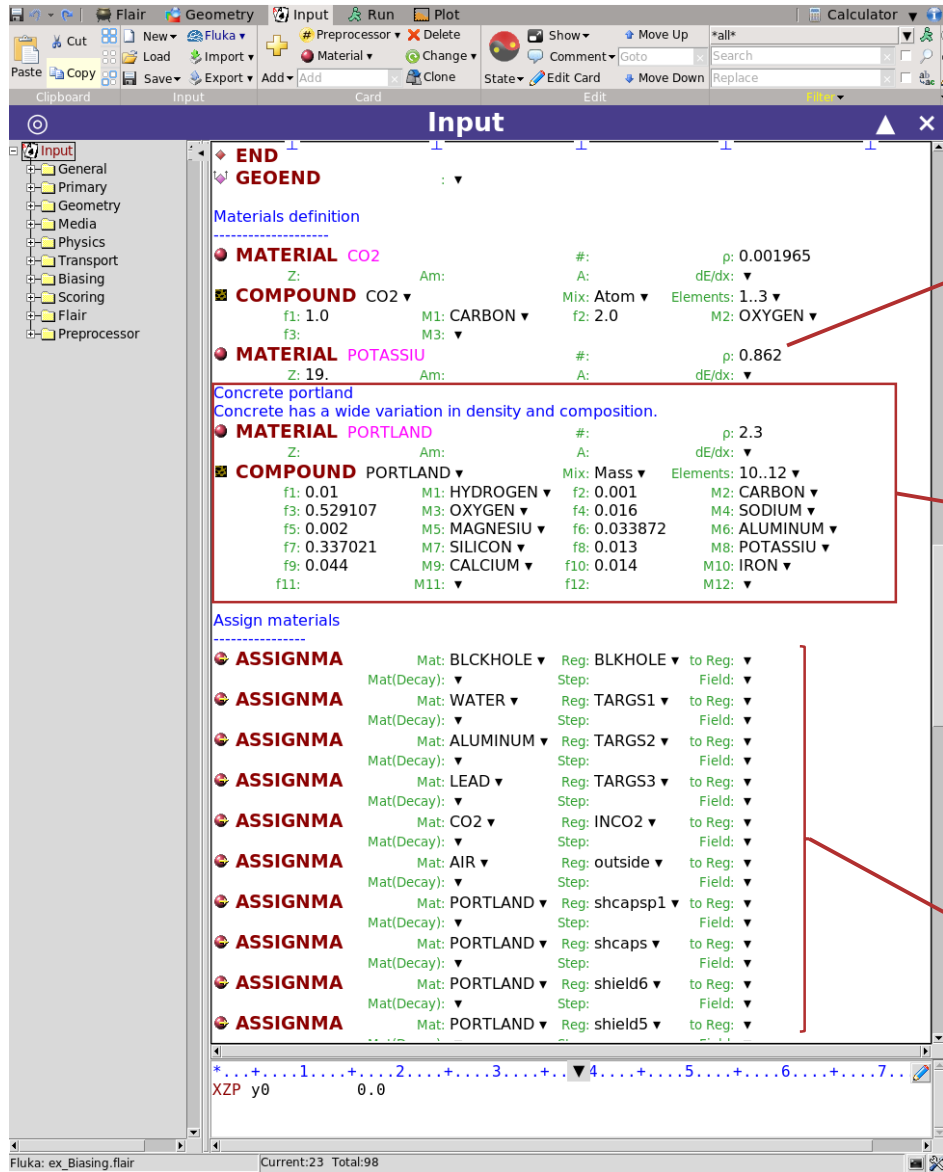 Flair Geometry Input Run Plot Calculator
Cut New Fluka # Preprocessor Delete Show Move Up *all*
Load Import Material Change Comment Goto Search
Paste Copy Save Export Add Add Clone State Edit Card Move Down Replace
Clipboard Input Card Edit Filter
Input
Input
General
Primary
Geometry
Media
Physics
Transport
Biasing
Scoring
Flair
Preprocessor
END
GEOEND :
Materials definition
--------------------
MATERIAL CO2 #: ρ: 0.001965
Z: Am: A: dE/dx:
COMPOUND CO2 Mix: Atom Elements: 1..3
f1: 1.0 M1: CARBON f2: 2.0 M2: OXYGEN
f3: M3:
MATERIAL POTASSIU #: ρ: 0.862
Z: 19. Am: A: dE/dx:
Concrete portland
Concrete has a wide variation in density and composition.
MATERIAL PORTLAND #: ρ: 2.3
Z: Am: A: dE/dx:
COMPOUND PORTLAND Mix: Mass Elements: 10..12
f1: 0.01 M1: HYDROGEN f2: 0.001 M2: CARBON
f3: 0.529107 M3: OXYGEN f4: 0.016 M4: SODIUM
f5: 0.002 M5: MAGNESIU f6: 0.033872 M6: ALUMINUM
f7: 0.337021 M7: SILICON f8: 0.013 M8: POTASSIU
f9: 0.044 M9: CALCIUM f10: 0.014 M10: IRON
f11: M11: f12: M12:
Assign materials
----------------
ASSIGNMA Mat: BLCKHOLE Reg: BLKHOLE to Reg:
Mat(Decay): Step: Field:
ASSIGNMA Mat: WATER Reg: TARGS1 to Reg:
Mat(Decay): Step: Field:
ASSIGNMA Mat: ALUMINUM Reg: TARGS2 to Reg:
Mat(Decay): Step: Field:
ASSIGNMA Mat: LEAD Reg: TARGS3 to Reg:
Mat(Decay): Step: Field:
ASSIGNMA Mat: CO2 Reg: INCO2 to Reg:
Mat(Decay): Step: Field:
ASSIGNMA Mat: AIR Reg: outside to Reg:
Mat(Decay): Step: Field:
ASSIGNMA Mat: PORTLAND Reg: shcapsp1 to Reg:
Mat(Decay): Step: Field:
ASSIGNMA Mat: PORTLAND Reg: shcaps to Reg:
Mat(Decay): Step: Field:
ASSIGNMA Mat: PORTLAND Reg: shield6 to Reg:
Mat(Decay): Step: Field:
ASSIGNMA Mat: PORTLAND Reg: shield5 to Reg:
*...+....1....+....2....+....3....+.. 4....+....5....+....6....+....7..
XZP y0 0.0
Fluka: ex_Biasing.flair Current:23 Total:98